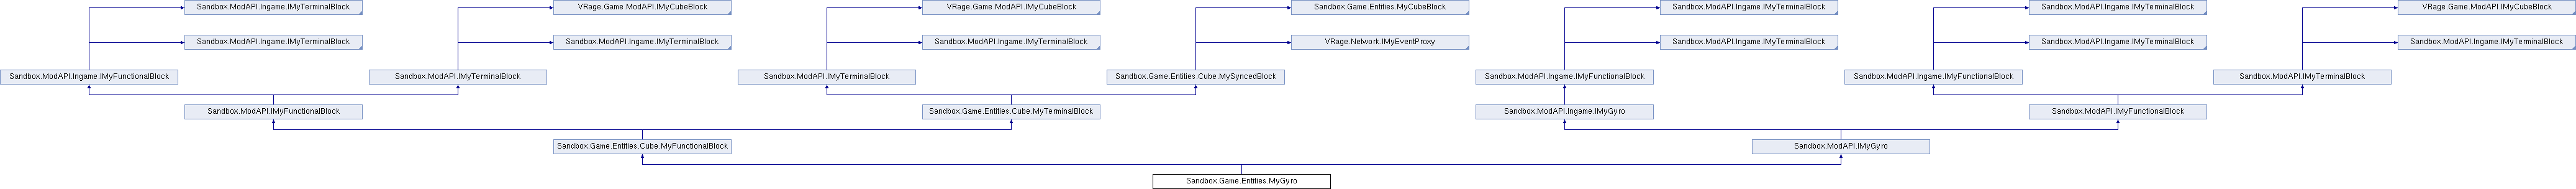 Sandbox.ModAPI.Ingame.IMyTerminalBlock
VRage.Game.ModAPI.IMyCubeBlock
VRage.Game.ModAPI.IMyCubeBlock
Sandbox.Game.Entities.MyCubeBlock
Sandbox.ModAPI.Ingame.IMyTerminalBlock
Sandbox.ModAPI.Ingame.IMyTerminalBlock
VRage.Game.ModAPI.IMyCubeBlock
Sandbox.ModAPI.Ingame.IMyTerminalBlock
Sandbox.ModAPI.Ingame.IMyTerminalBlock
Sandbox.ModAPI.Ingame.IMyTerminalBlock
VRage.Network.IMyEventProxy
Sandbox.ModAPI.Ingame.IMyTerminalBlock
Sandbox.ModAPI.Ingame.IMyTerminalBlock
Sandbox.ModAPI.Ingame.IMyTerminalBlock
Sandbox.ModAPI.Ingame.IMyFunctionalBlock
Sandbox.ModAPI.IMyTerminalBlock
Sandbox.ModAPI.IMyTerminalBlock
Sandbox.Game.Entities.Cube.MySyncedBlock
Sandbox.ModAPI.Ingame.IMyFunctionalBlock
Sandbox.ModAPI.Ingame.IMyFunctionalBlock
Sandbox.ModAPI.IMyTerminalBlock
Sandbox.ModAPI.IMyFunctionalBlock
Sandbox.Game.Entities.Cube.MyTerminalBlock
Sandbox.ModAPI.Ingame.IMyGyro
Sandbox.ModAPI.IMyFunctionalBlock
Sandbox.Game.Entities.Cube.MyFunctionalBlock
Sandbox.ModAPI.IMyGyro
Sandbox.Game.Entities.MyGyro